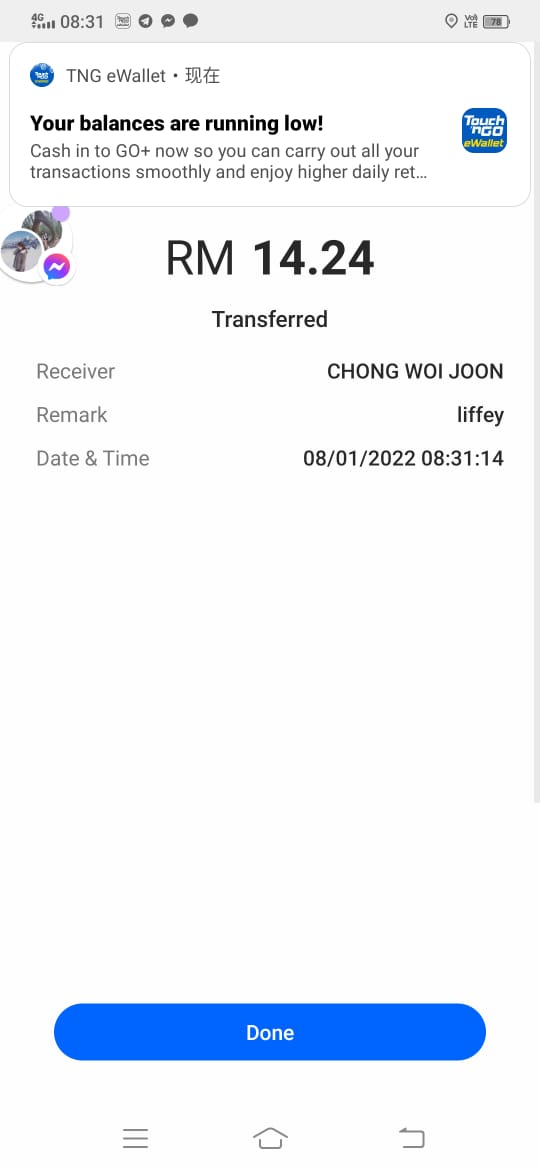 4G 08:31 VoI LTE 78
TNG eWallet • 现在
Your balances are running low!
Cash in to GO+ now so you can carry out all your
transactions smoothly and enjoy higher daily ret...
Touch
'nGO
eWallet
RM 14.24
Transferred
Receiver CHONG WOI JOON
Remark liffey
Date & Time 08/01/2022 08:31:14
Done